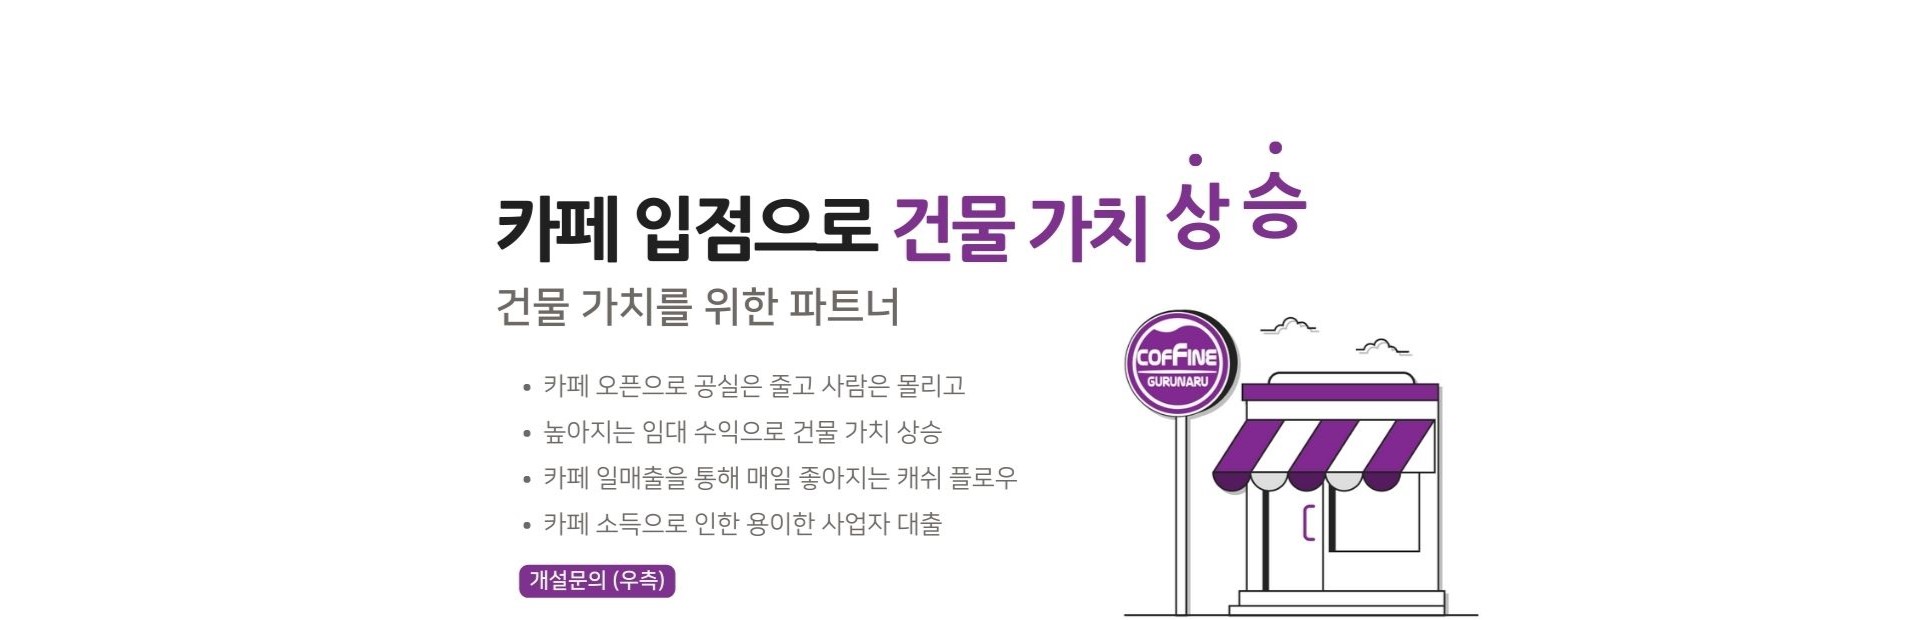 카페 입점으로 건물 가치 상승
건물 가치를 위한 파트너
• 카페 오픈으로 공실은 줄고 사람은 몰리고
• 높아지는 임대 수익으로 건물 가치 상승
• 카페 일매출을 통해 매일 좋아지는 캐쉬 플로우
• 카페 소득으로 인한 용이한 사업자 대출
개설문의 (우측)
COFFINE
GURUNARU